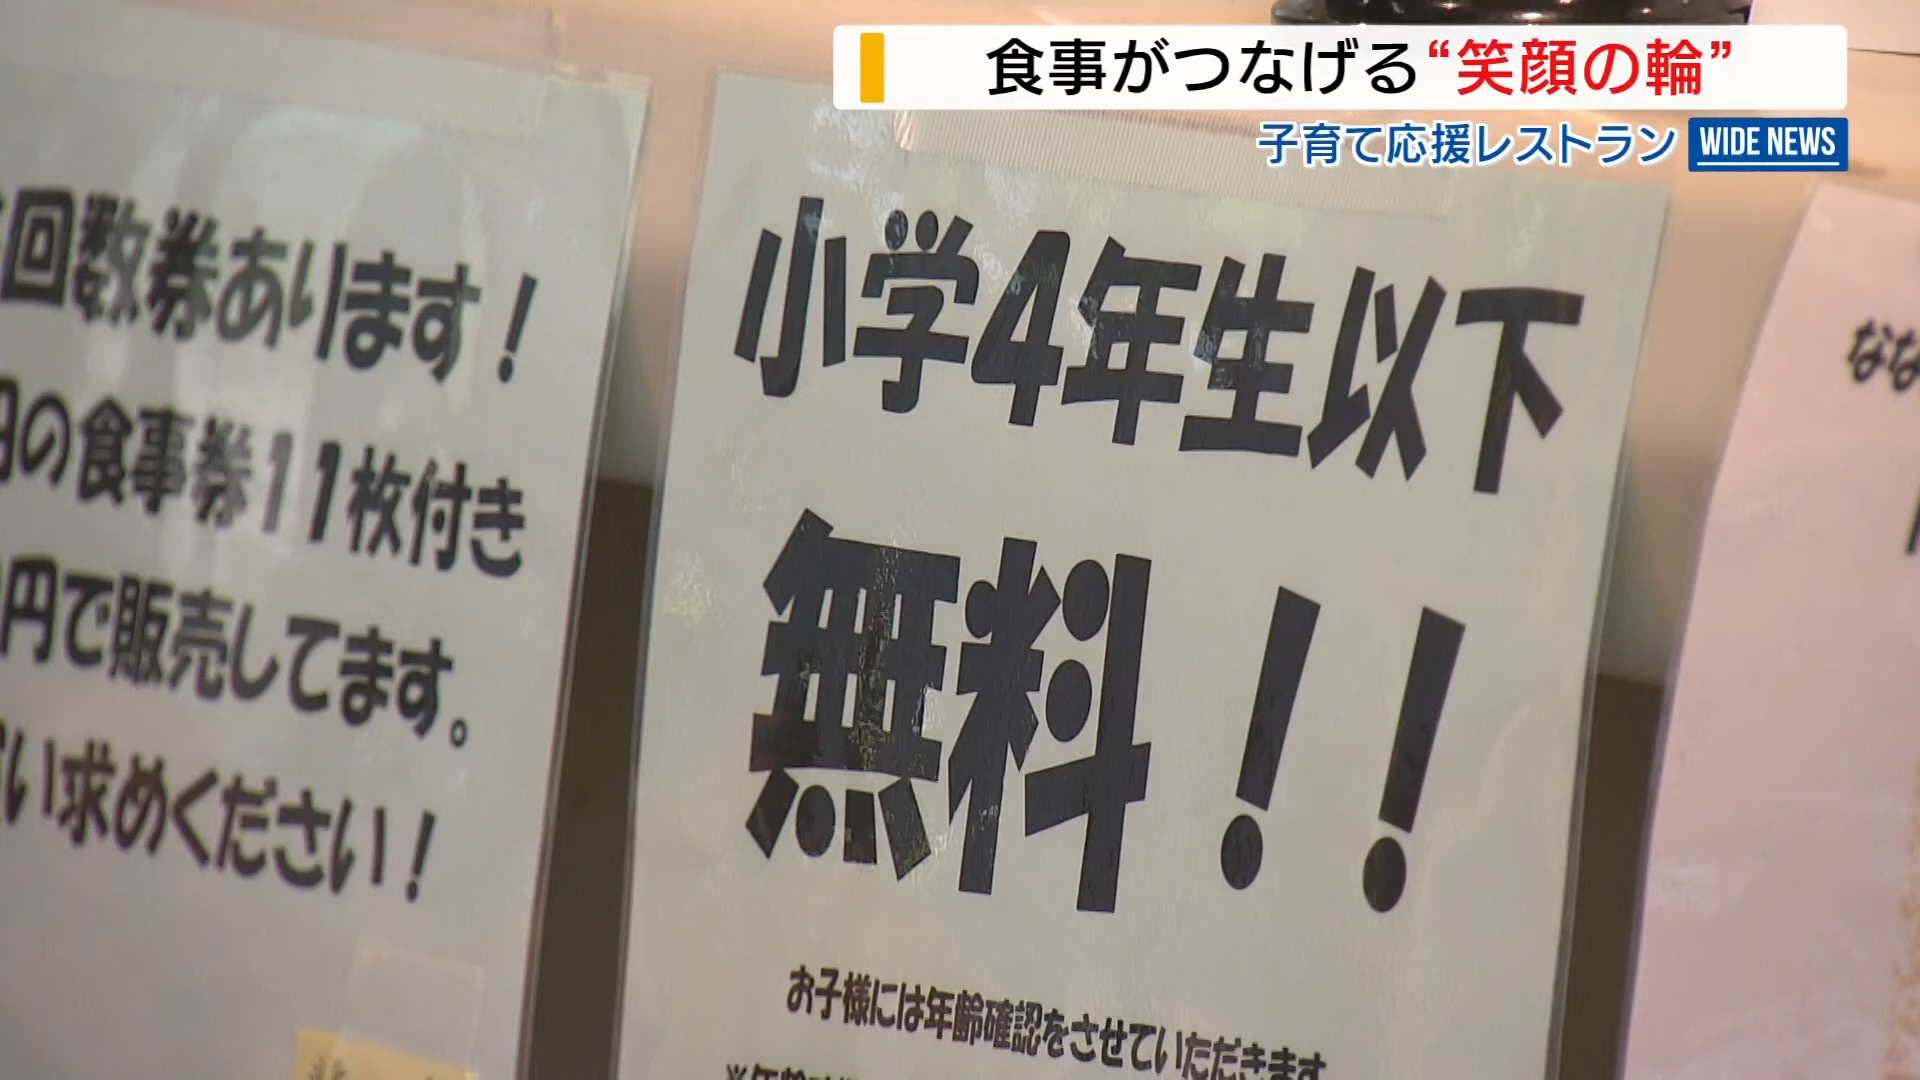 食事がつなげる“笑顔の輪”
子育て応援レストラン WIDE NEWS
回数券あります！
円の食事券11枚付き
円で販売してます。
い求めください！
小学4年生以下
無料！！
お子様には年齢確認をさせていただきます
なな